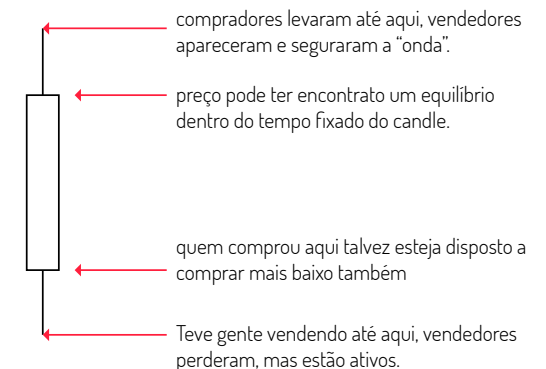 compradores levaram até aqui, vendedores
apareceram e seguraram a “onda”.
preço pode ter encontrato um equilíbrio
dentro do tempo fixado do candle.
quem comprou aqui talvez esteja disposto a
comprar mais baixo também
Teve gente vendendo até aqui, vendedores
perderam, mas estão ativos.